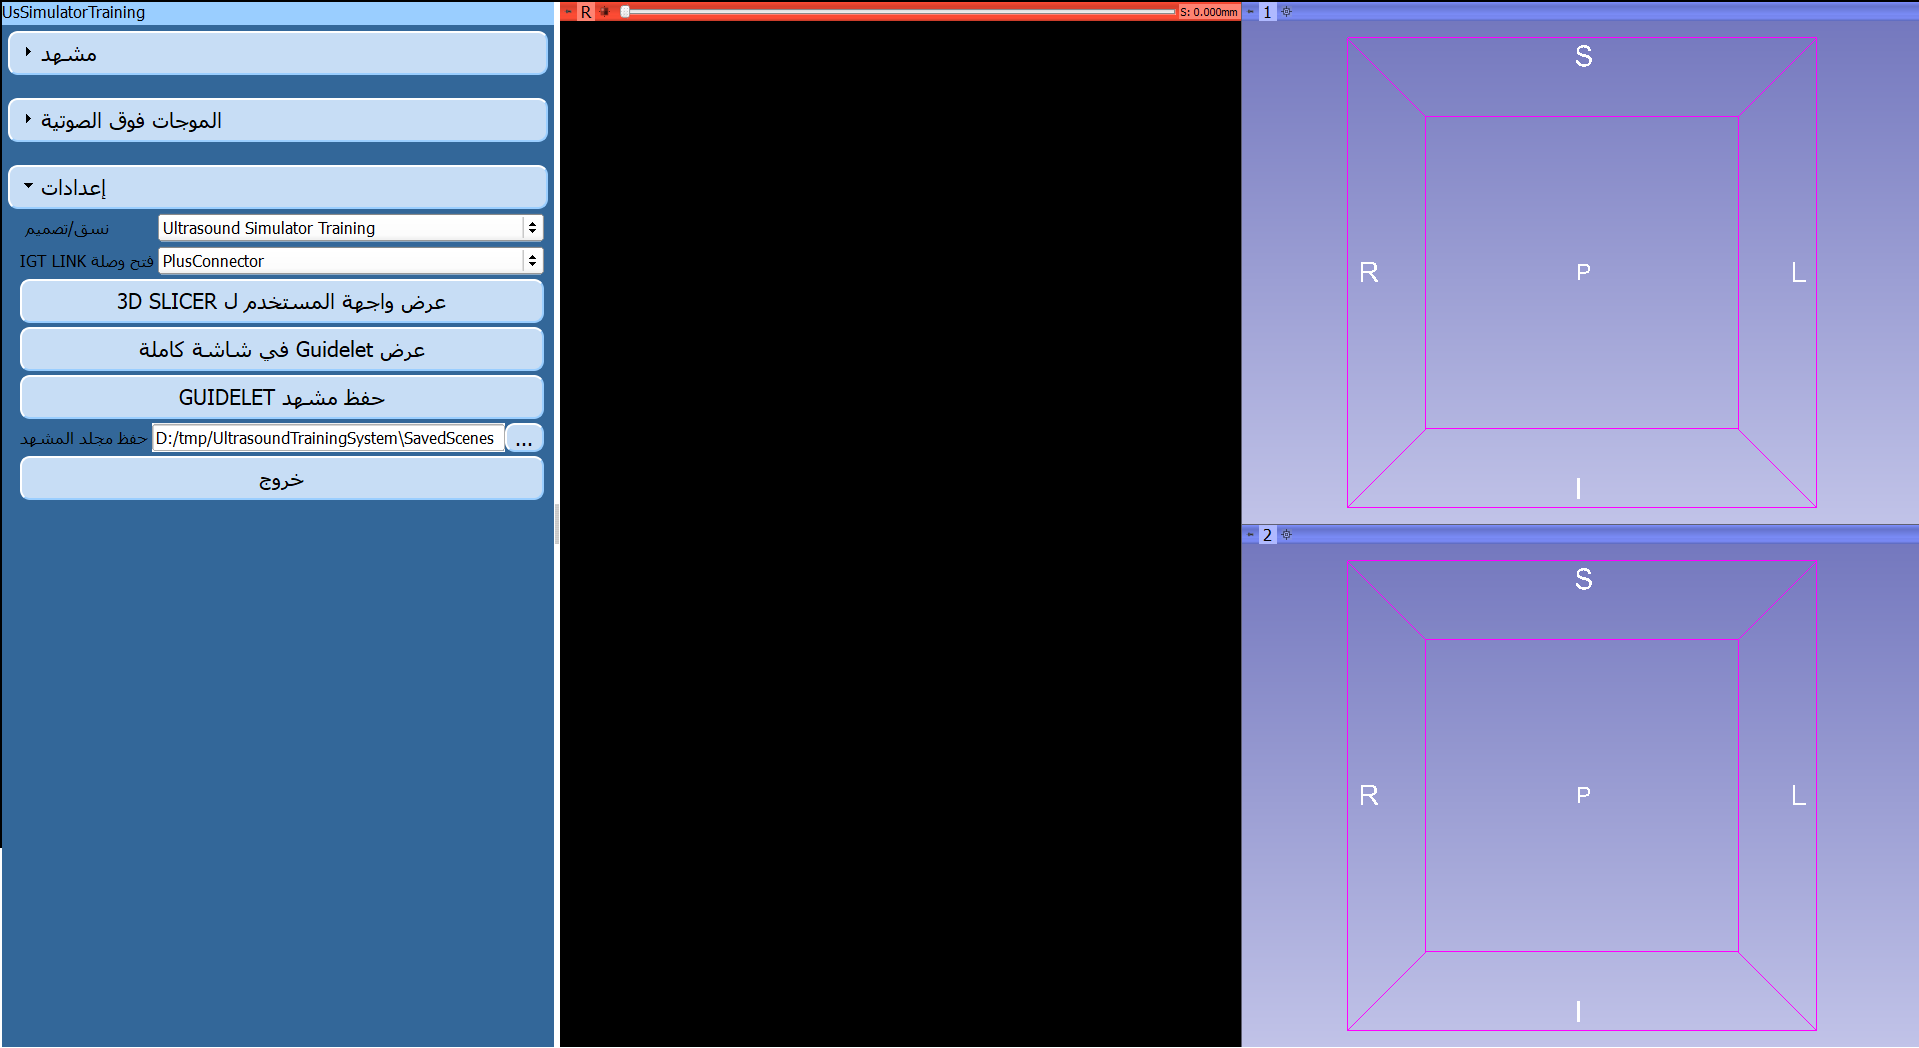 UsSimulatorTraining
مشهد
الموجات فوق الصوتية
إعدادات
نسق/تصميم
Ultrasound Simulator Training
فتح وصلة IGT LINK
PlusConnector
عرض واجهة المستخدم ل 3D SLICER
عرض Guidelet في شاشة كاملة
حفظ مشهد GUIDELET
حفظ مجلد المشهد
D:/tmp/UltrasoundTrainingSystem\SavedScenes
...
خروج
R
S: 0.000mm
1
S
R
P
L
I
2
S
R
P
L
I